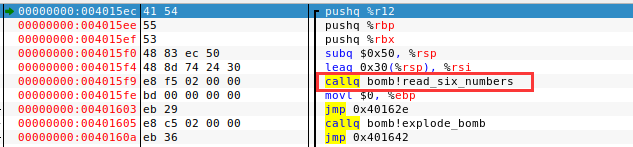 00000000:004015ec 41 54 pushq %r12
00000000:004015ee 55 pushq %rbp
00000000:004015ef 53 pushq %rbx
00000000:004015f0 48 83 ec 50 subq $0x50, %rsp
00000000:004015f4 48 8d 74 24 30 leaq 0x30(%rsp), %rsi
00000000:004015f9 e8 f5 02 00 00 callq bomb!read_six_numbers
00000000:004015fe bd 00 00 00 00 movl $0, %ebp
00000000:00401603 eb 29 jmp 0x40162e
00000000:00401605 e8 c5 02 00 00 callq bomb!explode_bomb
00000000:0040160a eb 36 jmp 0x401642